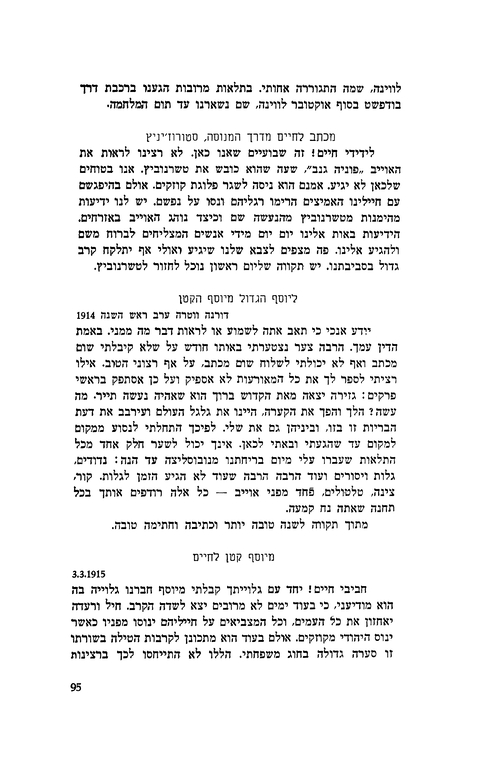 לווינה, שמה התגוררה אחותי. בתלאות מרובות הגענו ברכבת דרך
בודפשט בסוף אוקטובר לווינה, שם נשארנו עד תום המלחמה.
מכתב לחיים מדרך המנוסה, סטורוז׳יניץ
לידידי חיים! זה שבועיים שאנו כאן. לא רצינו לראות את
האוייב „פוניה גנב", שעה שהוא כובש את טשרנוביץ. אנו בטוחים
שלכאן לא יגיע. אמנם הוא ניסה לשגר פלוגת קוזקים. אולם בהיפגשם
עם חיילינו האמיצים הרימו רגליהם ונסו על נפשם. יש לנו ידיעות
מהימנות מטשרנוביץ מהנעשה שם וכיצד נוהג האוייב באזרחים.
הידיעות באות אלינו יום יום מידי אנשים המצליחים לברוח משם
ולהגיע אלינו. פה מצפים לצבא שלנו שיגיע ואולי אף יתלקח קרב
גדול בסביבתנו. יש תקווה שליום ראשון נוכל לחזור לטשרנוביץ.
ליוסף הגדול מיוסף הקטן
דורנה ווטרה ערב ראש השנה 1914
יודע אנכי כי תאב אתה לשמוע או לראות דבר מה ממני. באמת
הדין עמך. הרבה צער נצטערתי באותו חודש על שלא קיבלתי שום
מכתב ואף לא יכולתי לשלוח שום מכתב, על אף רצוני הטוב. אילו
רציתי לספר לך את כל המאורעות לא אספיק ועל כן אסתפק בראשי
פרקים: גזירה יצאה מאת הקדוש ברוך הוא שאהיה נעשה תייר. מה
עשה? הלך והפך את הקערה, היינו את גלגל העולם ועירבב את דעת
הבריות זו בזו, וביניהן גם את שלי. לפיכך התחלתי לנסוע ממקום
למקום עד שהגעתי ובאתי לכאן. אינך יכול לשער חלק אחד מכל
התלאות שעברו עלי מיום בריחתנו מנובוסליצה עד הנה: נדודים,
גלות ויסורים ועוד הרבה הרבה שעוד לא הגיע הזמן לגלות. קור,
צינה, טלטולים, פחד מפני אוייב — כל אלה רודפים אותך בכל
תחנה שאתה נח קמעה.
מתוך תקווה לשנה טובה יותר וכתיבה וחתימה טובה.
מיוסף קטן לחיים
3.3.1915
חביבי חיים! יחד עם גלוייתך קבלתי מיוסף חברנו גלוייה בה
הוא מודיעני, כי בעוד ימים לא מרובים יצא לשדה הקרב. חיל ורעדה
יאחזון את כל העמים, וכל המצביאים על חייליהם ינוסו מפניו כאשר
ינוס היהודי מקוזקים. אולם בעוד הוא מתכונן לקרבות הטילה בשורתו
זו סערה גדולה בחוג משפחתי. הללו לא התייחסו לכך ברצינות
95